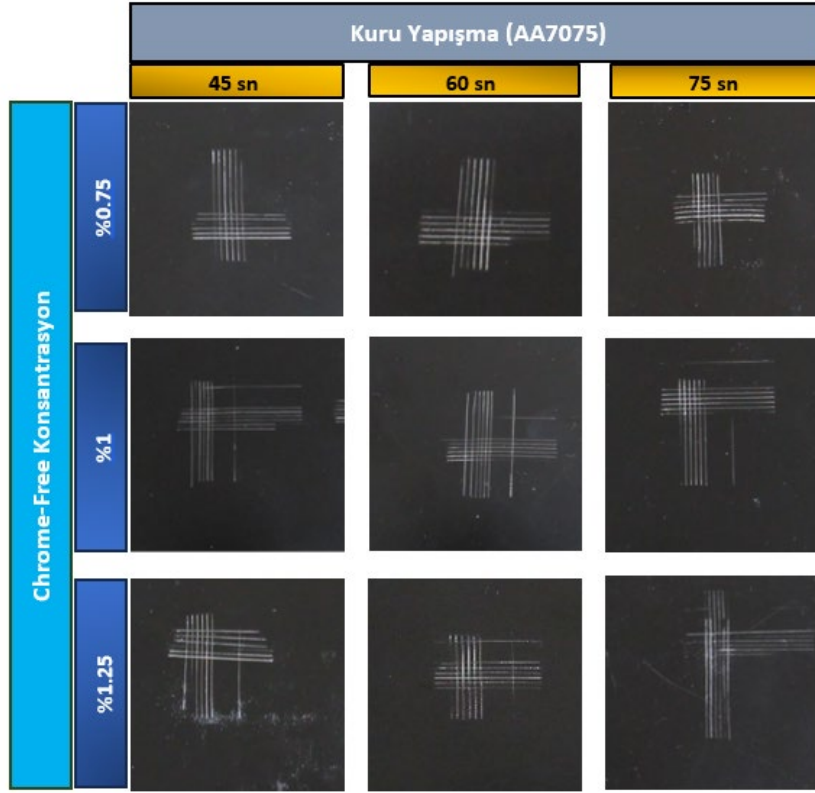 Kuru Yapışma (AA7075)
45 sn
60 sn
75 sn
Chrome-Free Konsantrasyon
%0.75
%1
%1.25